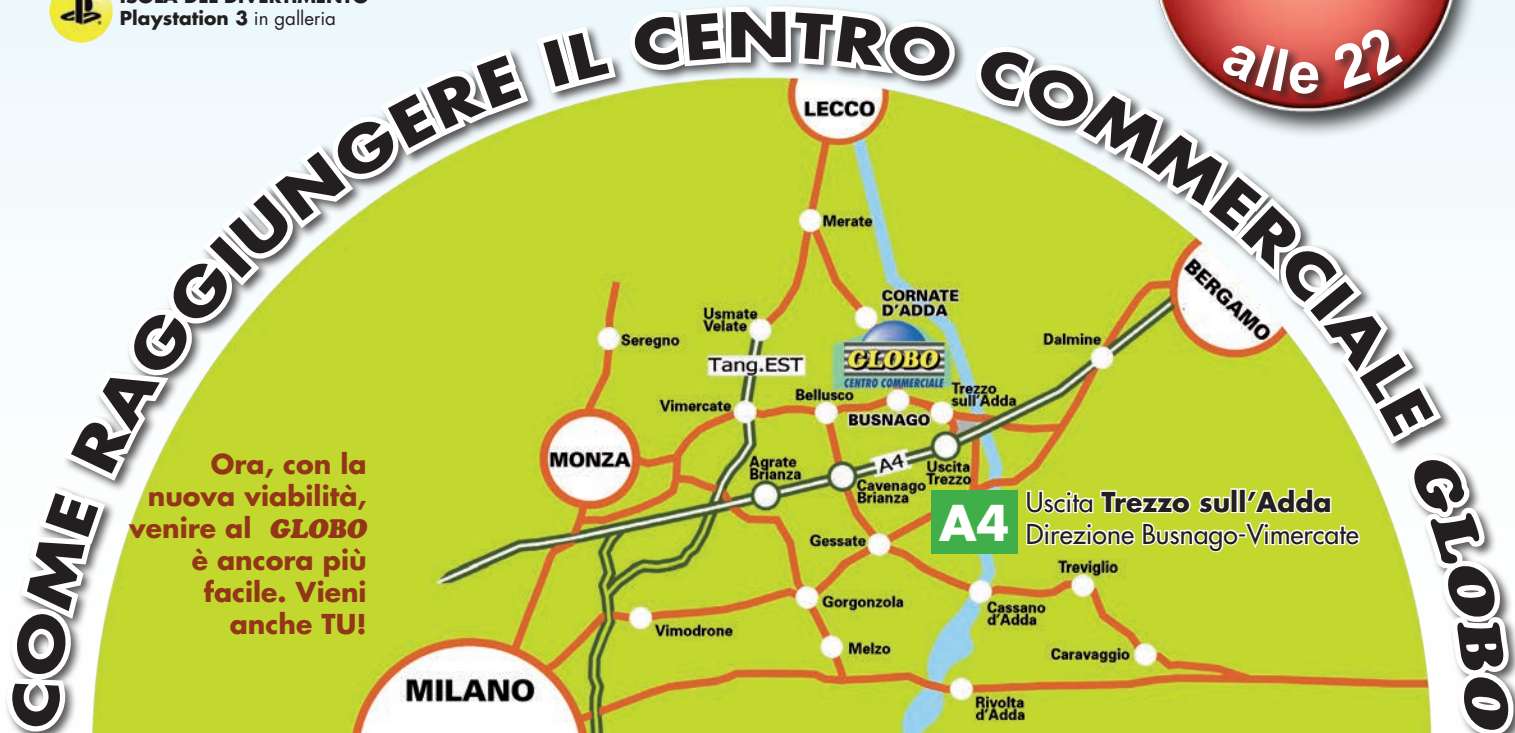 ISOLA DEL DIVERTIMENTO
Playstation 3 in galleria
alle 22
COME RAGGIUNGERE IL CENTRO COMMERCIALE GLOBO
LECCO
Merate
CORNATE
D'ADDA
BERGAMO
Usmate
Velate
Seregno
Dalmine
Tang.EST
GLOBO
CENTRO COMMERCIALE
Trezzo
sull'Adda
Bellusco
Vimercate
BUSNAGO
MONZA
Agrate
Brianza
A4
Uscita
Trezzo
Cavenago
Brianza
Ora, con la
nuova viabilità,
venire al GLOBO
è ancora più
facile. Vieni
anche TU!
A4
Uscita Trezzo sull'Adda
Direzione Busnago-Vimercate
Gessate
Treviglio
Gorgonzola
Cassano
d'Adda
Vimodrone
Melzo
Caravaggio
MILANO
Rivolta
d'Adda